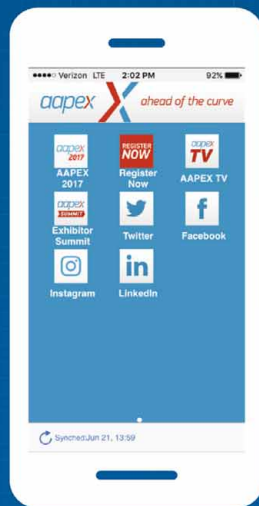 Verizon LTE 2:02 PM 92%
aapex ahead of the curve
aapex 2017
REGISTER NOW
aapex TV
AAPEX 2017
Register Now
AAPEX TV
aapex SUMMIT
Exhibitor Summit
Twitter
Facebook
in
Instagram
LinkedIn
Synched:Jun 21, 13:59